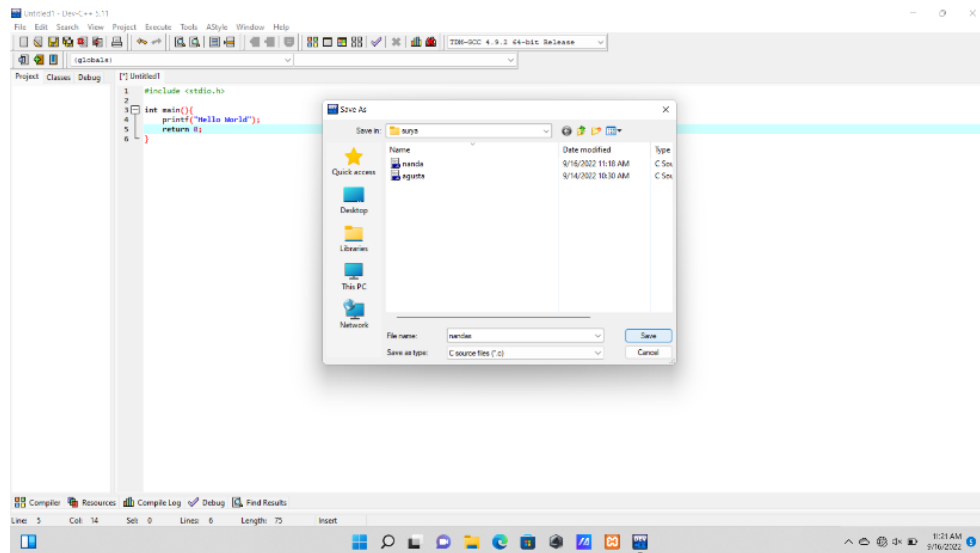 Untitled1 - Dev-C++ 5.11
File Edit Search View Project Execute Tools AStyle Window Help
TDM-GCC 4.9.2 64-bit Release
(globals)
Project Classes Debug [*] Untitled1
1 #include <stdio.h>
2
3 int main(){
4 printf("Hello World");
5 return 0;
6 }
Save As
Save in: surya
Name Date modified Type
nanda 9/16/2022 11:18 AM C Sou
agusta 9/14/2022 10:30 AM C Sou
Quick access
Desktop
Libraries
This PC
Network
File name: nandas Save
Save as type: C source files (*.c) Cancel
Compiler Resources Compile Log Debug Find Results
Line: 5 Col: 14 Sel: 0 Lines: 6 Length: 75 Insert
11:21 AM
9/16/2022